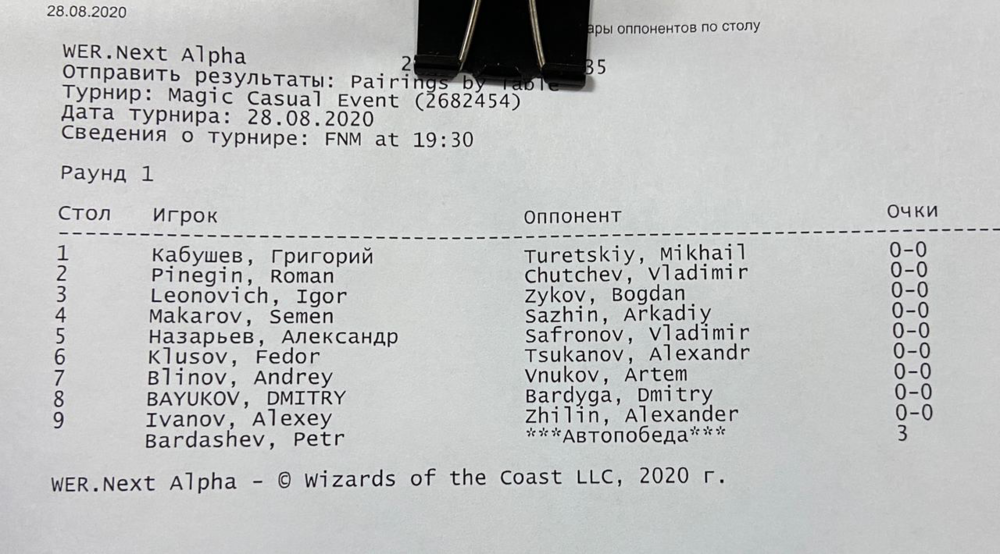 28.08.2020
оппонентов по столу
WER.Next Alpha
Отправить результаты: Pairings by Table
Турнир: Magic Casual Event (2682454)
Дата турнира: 28.08.2020
Сведения о турнире: FNM at 19:30
Раунд 1
Стол Игрок Оппонент Очки
1 Кабушев, Григорий Turetskiy, Mikhail 0-0
2 Pinegin, Roman Chutchev, Vladimir 0-0
3 Leonovich, Igor Zykov, Bogdan 0-0
4 Makarov, Semen Sazhin, Arkadiy 0-0
5 Назарьев, Александр Safronov, Vladimir 0-0
6 Klusov, Fedor Tsukanov, Alexandr 0-0
7 Blinov, Andrey Vnukov, Artem 0-0
8 BAYUKOV, DMITRY Bardyga, Dmitry 0-0
9 Ivanov, Alexey Zhilin, Alexander 0-0
Bardashev, Petr ***Автопобеда*** 3
WER.Next Alpha - © Wizards of the Coast LLC, 2020 г.